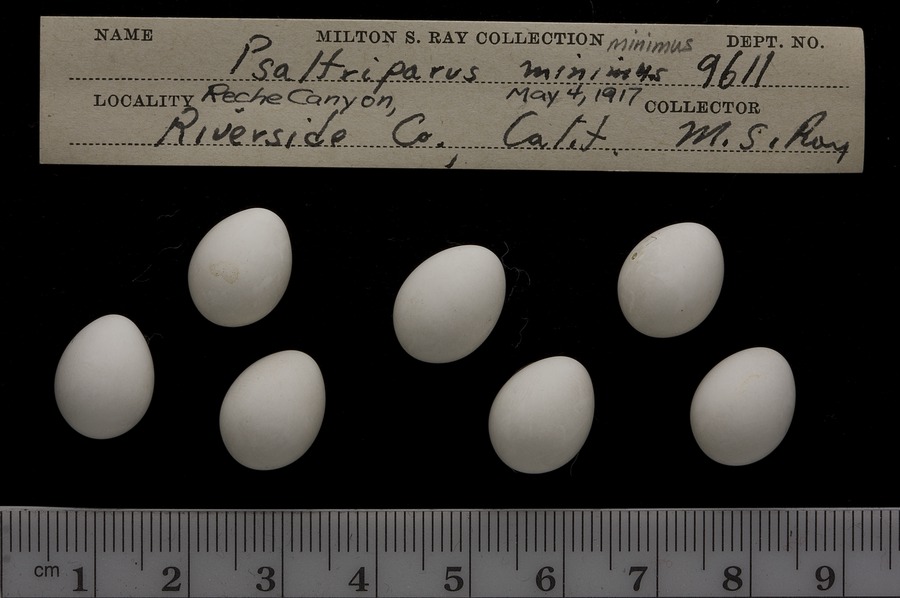 NAME MILTON S. RAY COLLECTION minimus DEPT. NO.
Psaltriparus minimus 9611
LOCALITY Reche Canyon, May 4, 1917 COLLECTOR
Riverside Co., Calif. M. S. Ray
cm 1 2 3 4 5 6 7 8 9